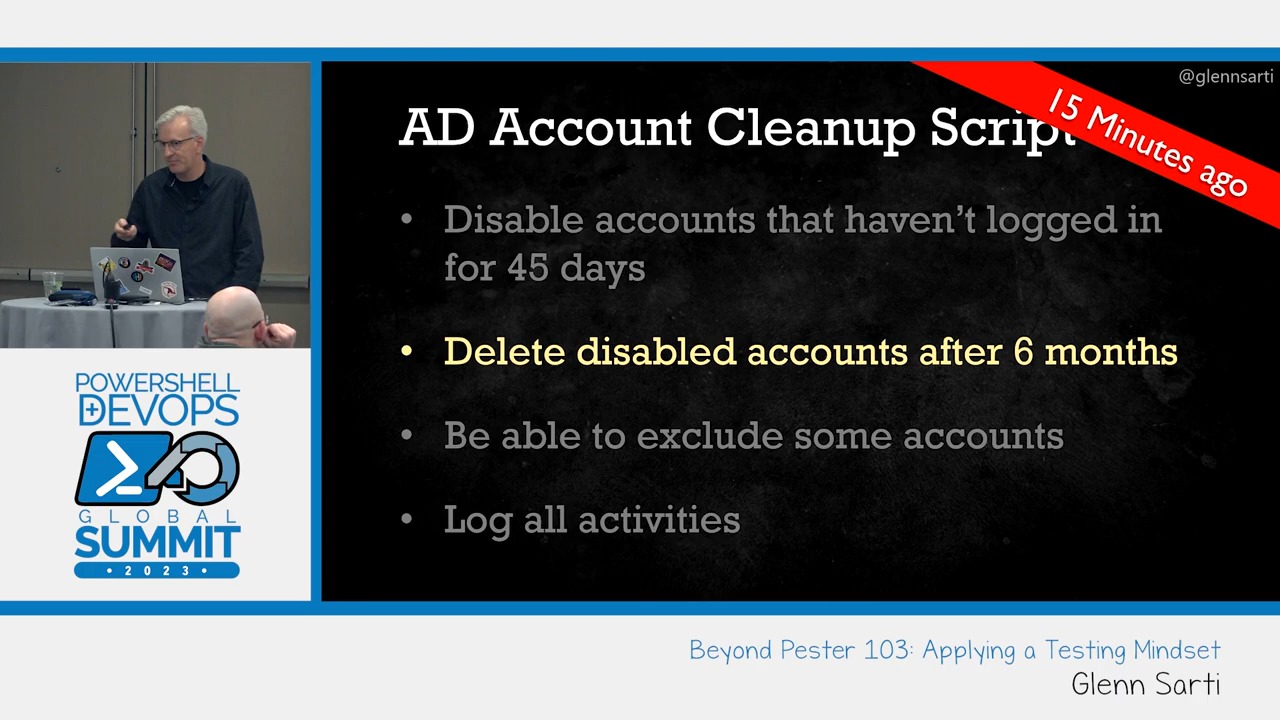 @glennsarti
15 Minutes ago
AD Account Cleanup Script
• Disable accounts that haven't logged in
for 45 days
• Delete disabled accounts after 6 months
• Be able to exclude some accounts
• Log all activities
POWERSHELL
+DEVOPS
GLOBAL
SUMMIT
• 2023 •
Beyond Pester 103: Applying a Testing Mindset
Glenn Sarti